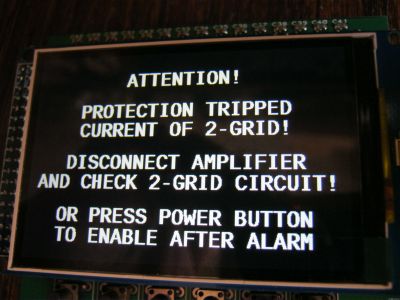 ATTENTION!
PROTECTION TRIPPED
CURRENT OF 2-GRID!
DISCONNECT AMPLIFIER
AND CHECK 2-GRID CIRCUIT!
OR PRESS POWER BUTTON
TO ENABLE AFTER ALARM